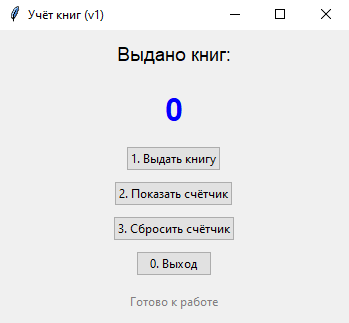 Учёт книг (v1)
Выдано книг:
0
1. Выдать книгу
2. Показать счётчик
3. Сбросить счётчик
0. Выход
Готово к работе